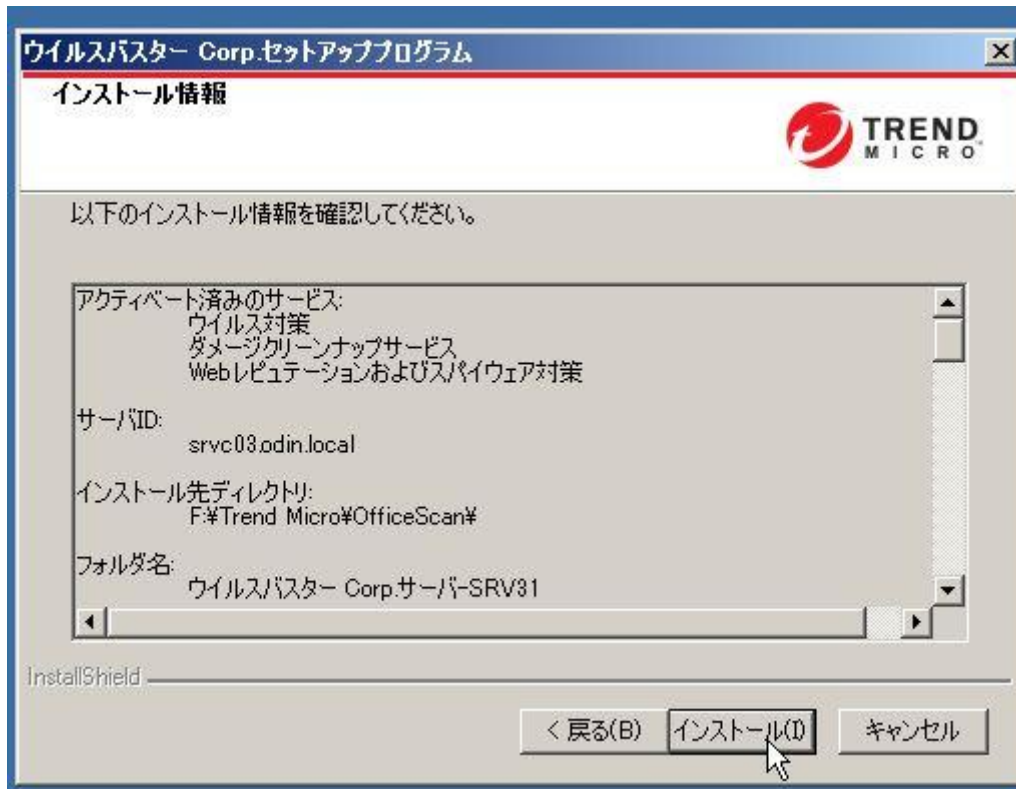 ウイルスバスター Corp.セットアッププログラム
インストール情報
TREND
MICRO
以下のインストール情報を確認してください。
アクティベート済みのサービス:
ウイルス対策
ダメージクリーンナップサービス
Webレピュテーションおよびスパイウェア対策
サーバID:
srvc03.odin.local
インストール先ディレクトリ:
F:¥Trend Micro¥OfficeScan¥
フォルダ名:
ウイルスバスター Corp.サーバ-SRV31
InstallShield
< 戻る(B)
インストール(I)
キャンセル